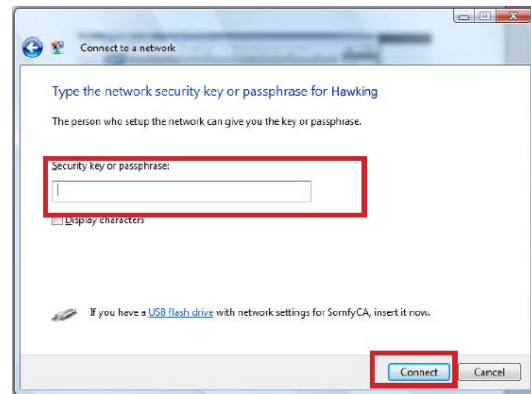 Connect to a network
Type the network security key or passphrase for Hawking
The person who setup the network can give you the key or passphrase.
Security key or passphrase:
Display characters
If you have a USB flash drive with network settings for SomfyCA, insert it now.
Connect Cancel